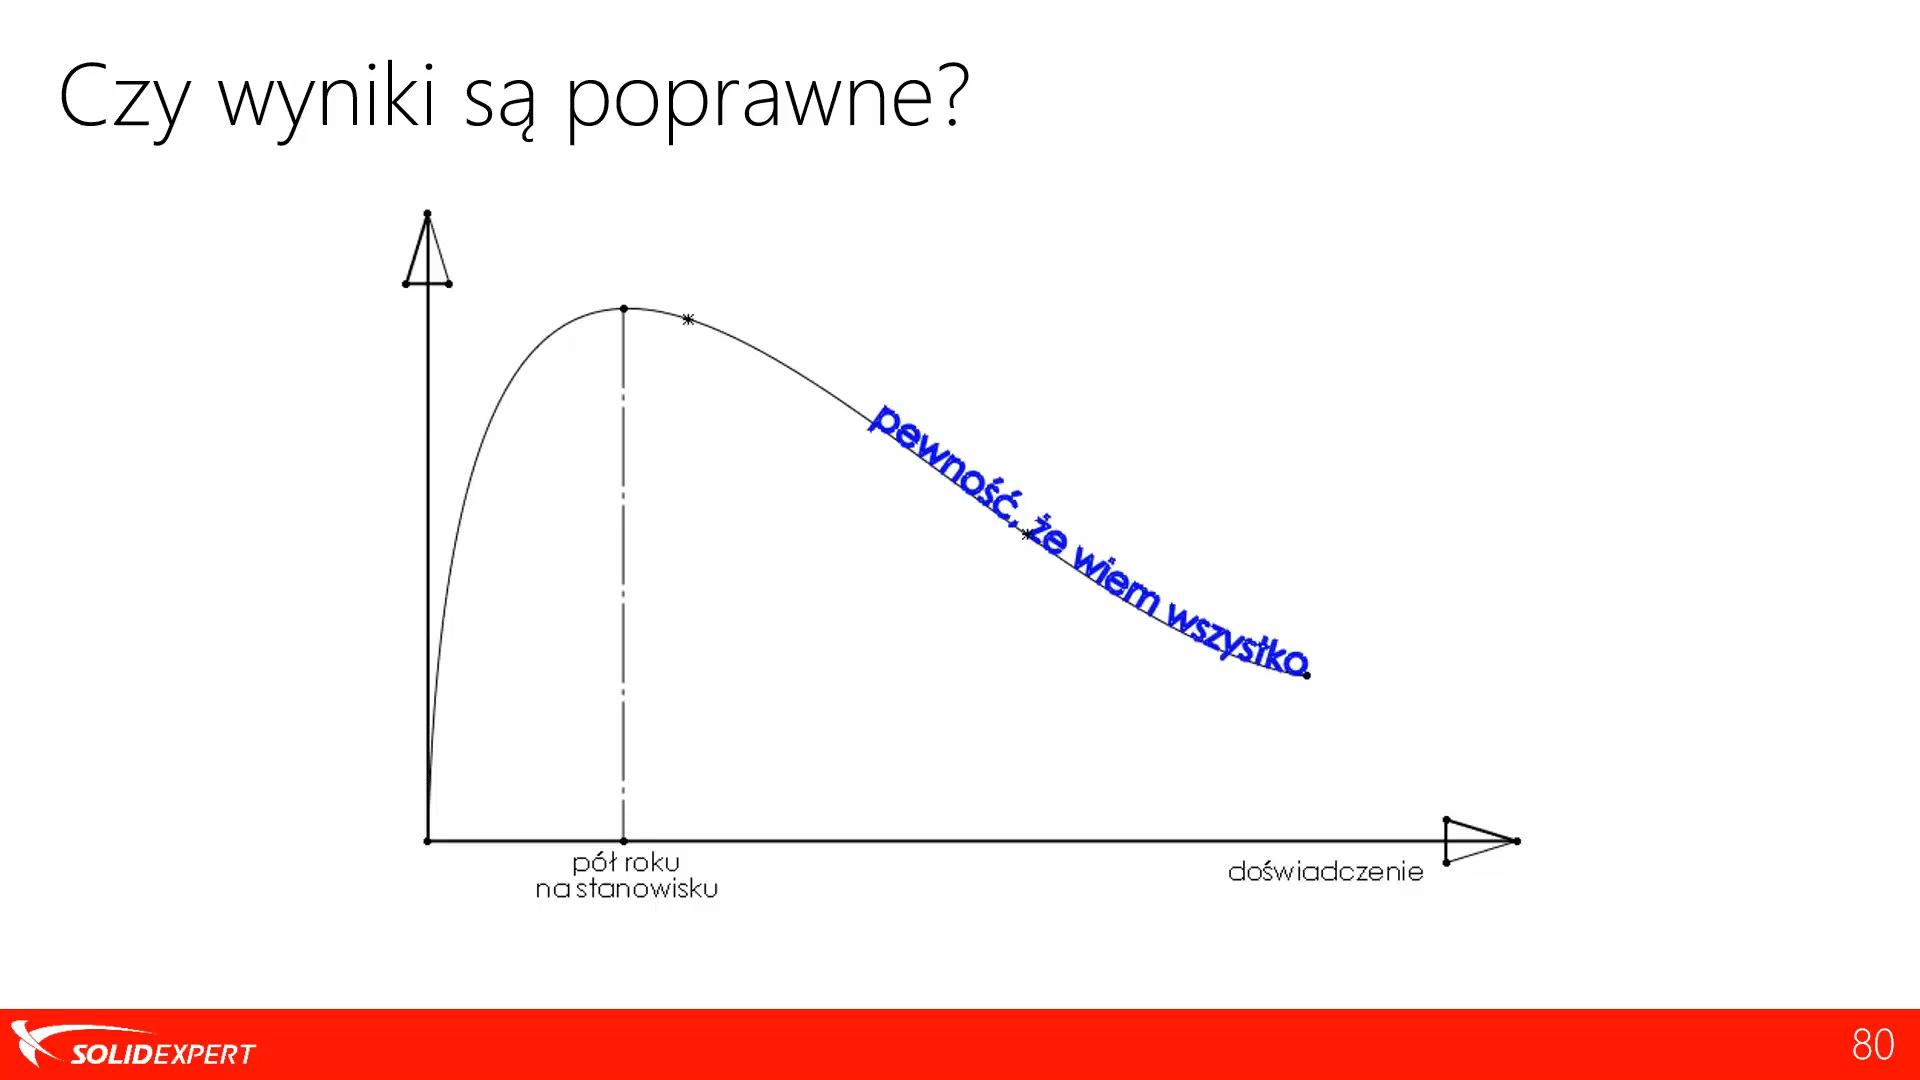 Czy wyniki są poprawne?
pewność, że wiem wszystko
pół roku
na stanowisku
doświadczenie
SOLIDEXPERT
80